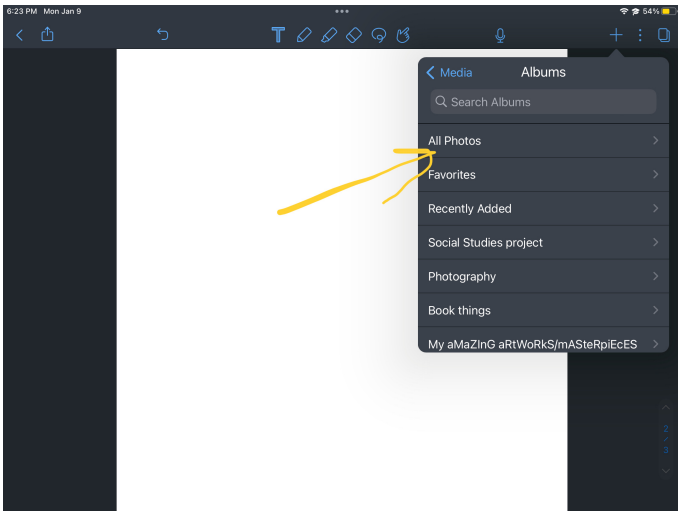 6:23 PM Mon Jan 9
54%
T
Media Albums
Search Albums
All Photos
Favorites
Recently Added
Social Studies project
Photography
Book things
My aMaZInG aRtWoRkS/mASteRpiEcES
2
/
3